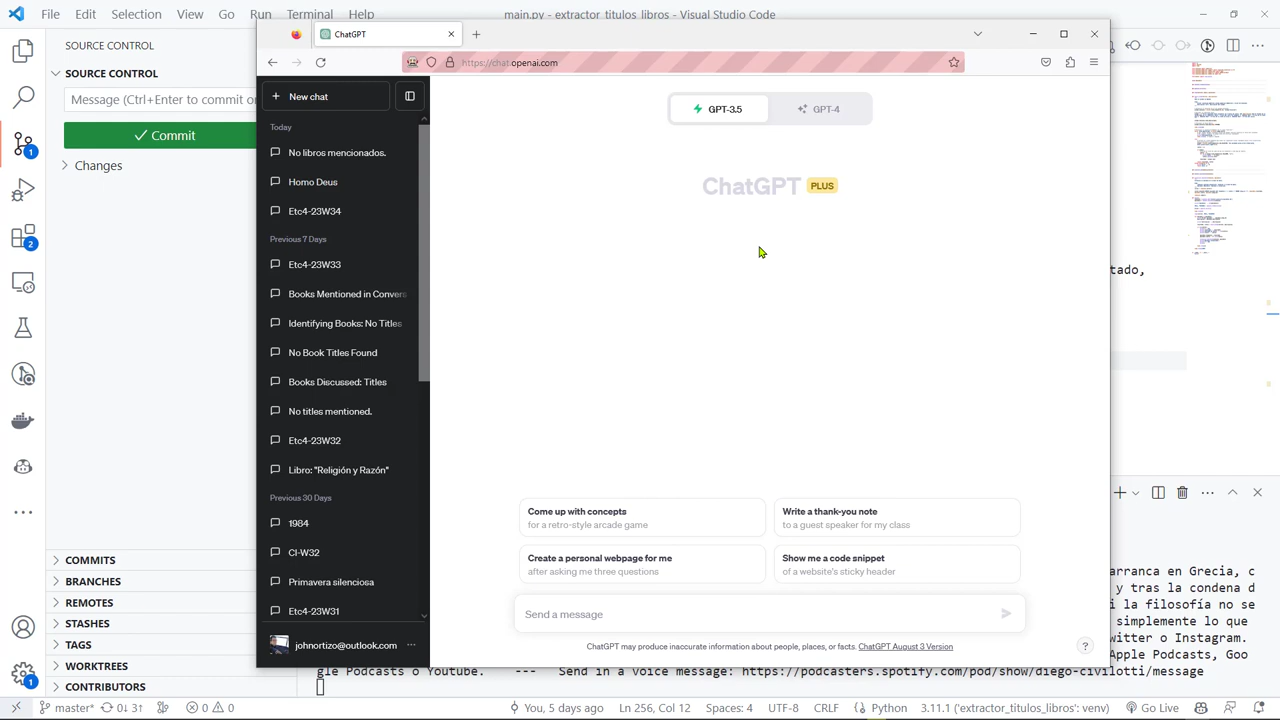 File Edit Selection View Go Run Terminal Help
main.py - extractor_titulos_libros - Visual Studio Code
SOURCE CONTROL
SOURCE CONTROL
Message (Ctrl+Enter to commit on
Commit
Changes
ChatGPT
https://chat.openai.com
New chat
GPT-3.5
GPT-4
ChatGPT PLUS
Today
No libros mencionados.
Homo Deus
Etc4-23W34
Previous 7 Days
Etc4-23W33
Books Mentioned in Convers
Identifying Books: No Titles
No Book Titles Found
Books Discussed: Titles
No titles mentioned.
Etc4-23W32
Libro: "Religión y Razón"
Previous 30 Days
1984
CI-W32
Primavera silenciosa
Etc4-23W31
johnortizo@outlook.com
Come up with concepts
for a retro-style arcade game
Write a thank-you note
to a guest speaker for my class
Create a personal webpage for me
after asking me three questions
Show me a code snippet
of a website's sticky header
Send a message
ChatGPT may produce inaccurate information about people, places, or facts. ChatGPT August 3 Version
?
tado,
1
2
1
COMMITS
BRANCHES
REMOTES
STASHES
TAGS
WORKTREES
CONTRIBUTORS
arranca en Grecia, c
y tras la condena d
i la filosofía no se
simplemente lo que
witter o Instagram.
Apple Podcasts, Goo
gle Podcasts o Youtube. --- Send in a voice message: https://podcasters.spotify.com/pod/show/diego-civilotti/message
master* 0↓ 3↑ 0 0
You, 5 days ago Ln 256, Col 12 Spaces: 4 UTF-8 CRLF Python 3.11.1 ('extractor_titulos_libros': venv) Go Live